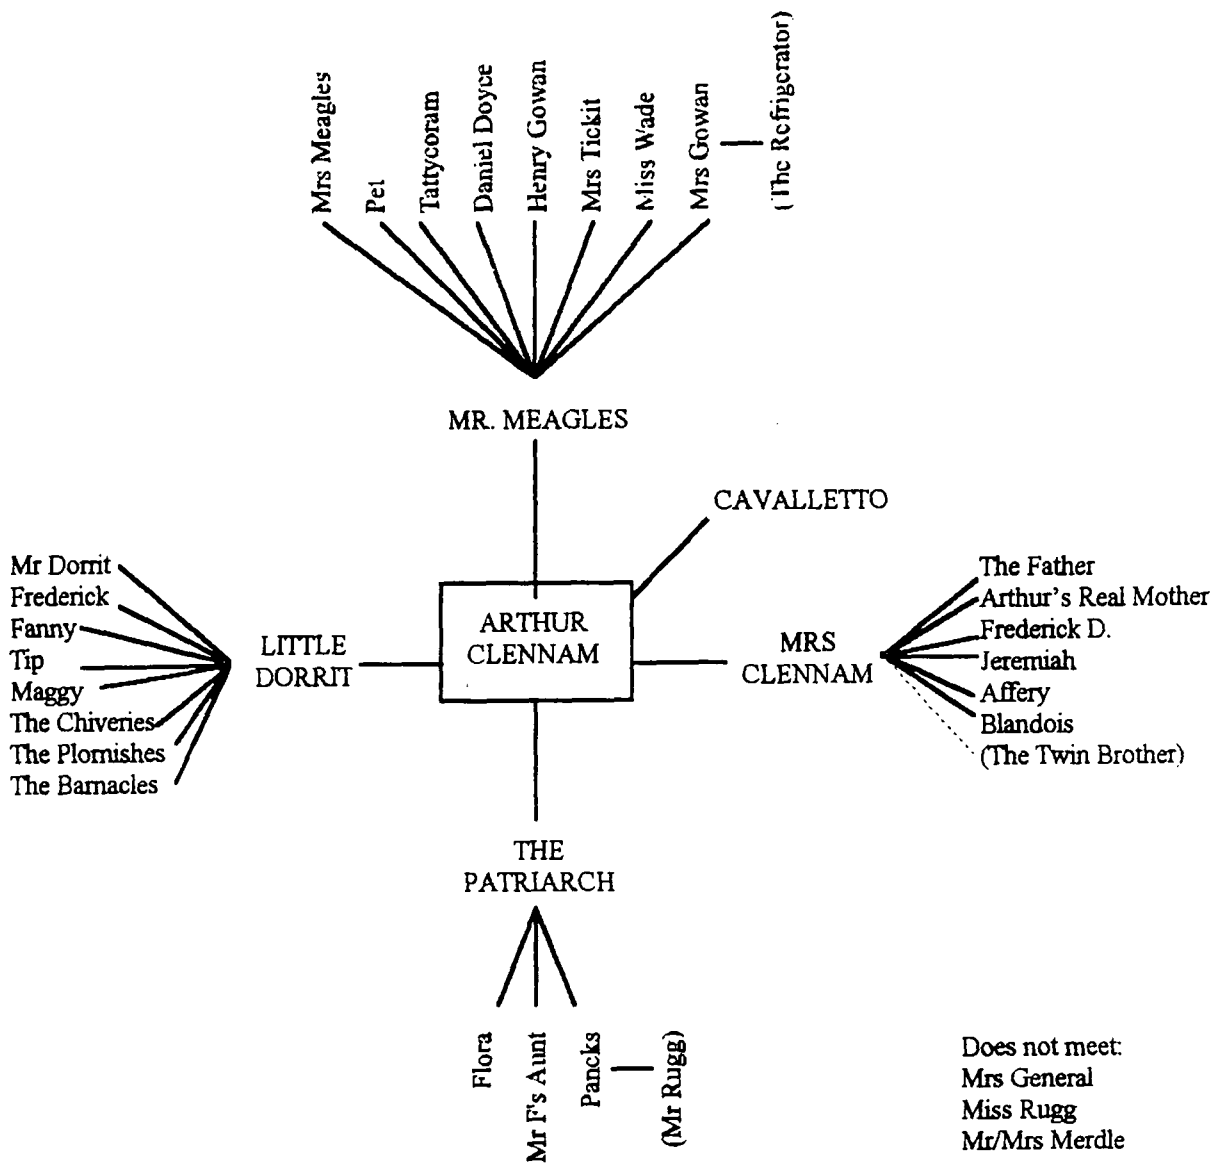 Mrs Meagles
Pet
Tattycoram
Daniel Doyce
Henry Gowan
Mrs Tickit
Miss Wade
Mrs Gowan
(The Refrigerator)
MR. MEAGLES
CAVALLETTO
Mr Dorrit
Frederick
Fanny
Tip
Maggy
The Chiveries
The Plornishes
The Barnacles
LITTLE
DORRIT
ARTHUR
CLENNAM
MRS
CLENNAM
The Father
Arthur's Real Mother
Frederick D.
Jeremiah
Affery
Blandois
(The Twin Brother)
THE
PATRIARCH
Flora
Mr F's Aunt
Pancks
(Mr Rugg)
Does not meet:
Mrs General
Miss Rugg
Mr/Mrs Merdle